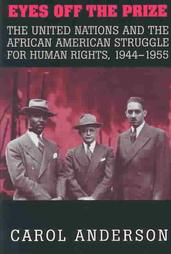 EYES OFF THE PRIZE
THE UNITED NATIONS AND THE
AFRICAN AMERICAN STRUGGLE
FOR HUMAN RIGHTS, 1944–1955
CAROL ANDERSON